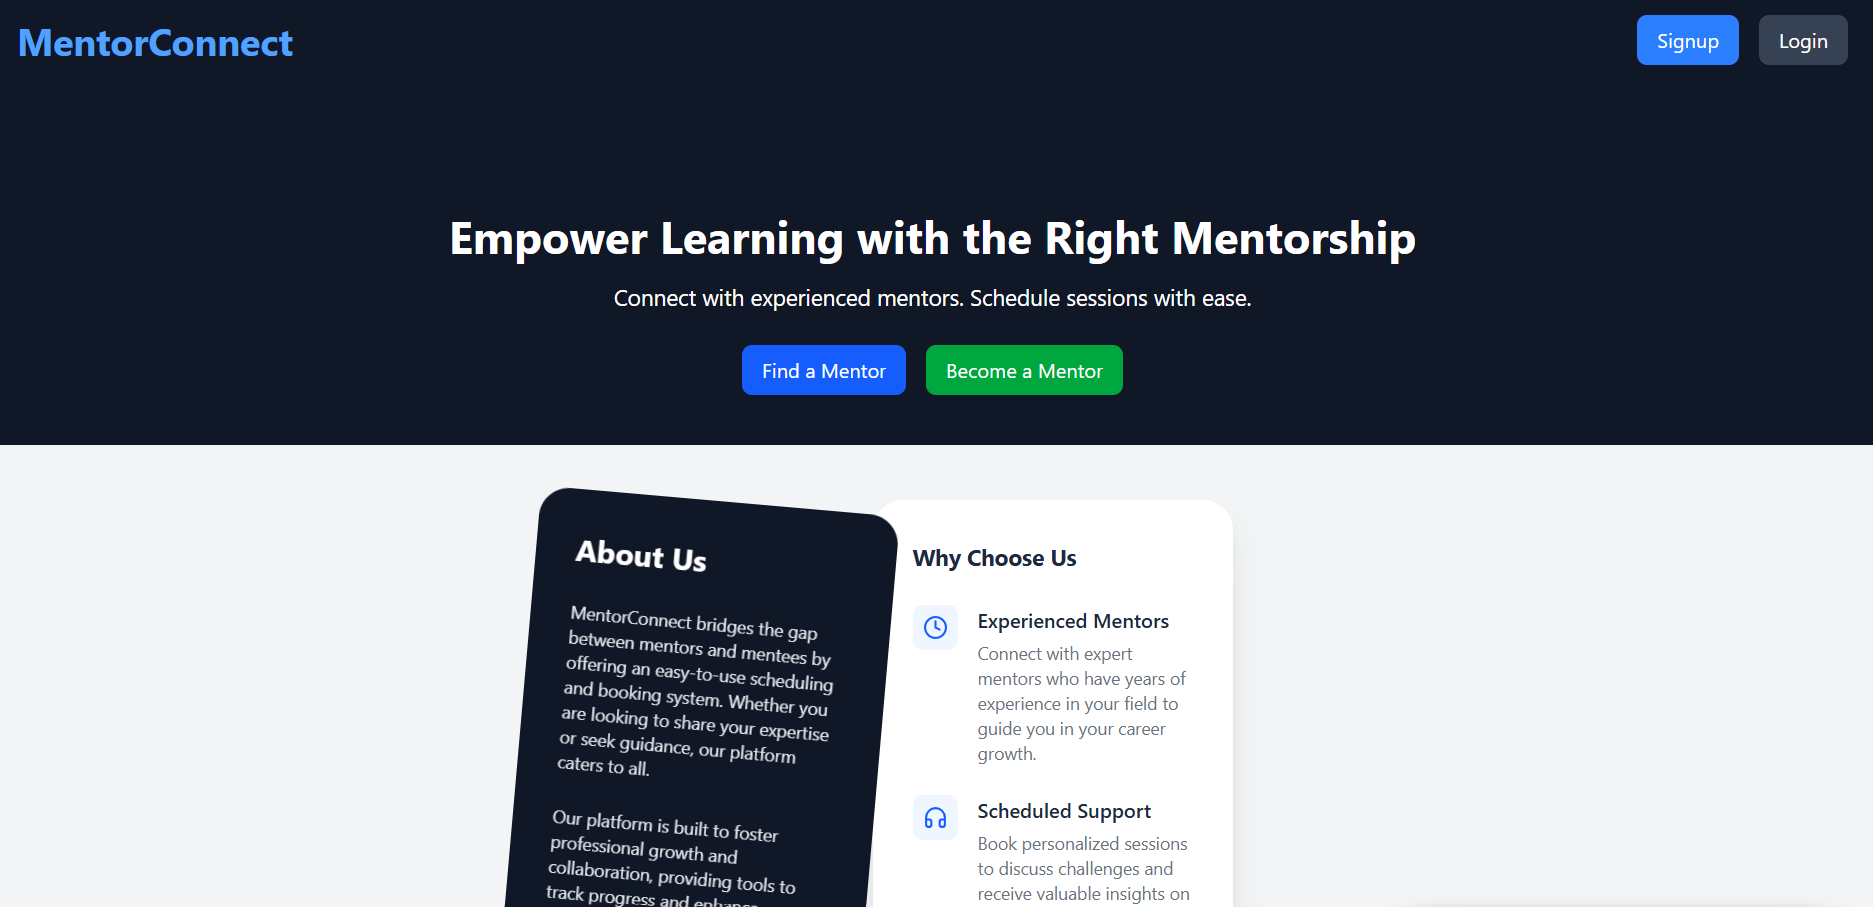 MentorConnect
Signup
Login
Empower Learning with the Right Mentorship
Connect with experienced mentors. Schedule sessions with ease.
Find a Mentor
Become a Mentor
About Us
MentorConnect bridges the gap
between mentors and mentees by
offering an easy-to-use scheduling
and booking system. Whether you
are looking to share your expertise
or seek guidance, our platform
caters to all.
Our platform is built to foster
professional growth and
collaboration, providing tools to
track progress and enhance
Why Choose Us
Experienced Mentors
Connect with expert
mentors who have years of
experience in your field to
guide you in your career
growth.
Scheduled Support
Book personalized sessions
to discuss challenges and
receive valuable insights on